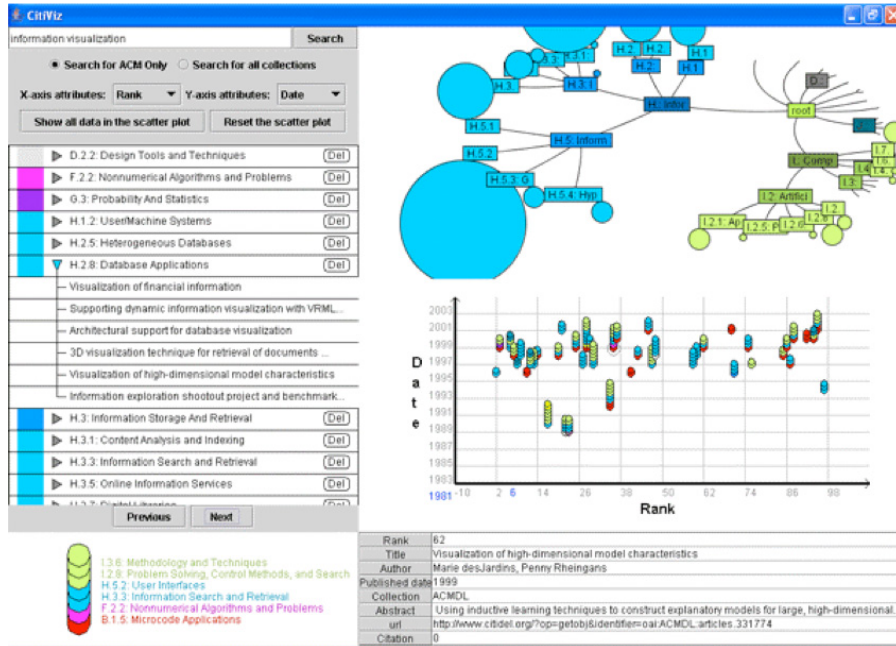 CitiViz
information visualization Search
Search for ACM Only Search for all collections
X-axis attributes: Rank Y-axis attributes: Date
Show all data in the scatter plot Reset the scatter plot
D.2.2: Design Tools and Techniques Del
F.2.2: Nonnumerical Algorithms and Problems Del
G.3: Probability And Statistics Del
H.1.2: User/Machine Systems Del
H.2.5: Heterogeneous Databases Del
H.2.8: Database Applications Del
Visualization of financial information
Supporting dynamic information visualization with VRML...
Architectural support for database visualization
3D visualization technique for retrieval of documents ...
Visualization of high-dimensional model characteristics
Information exploration shootout project and benchmark...
H.3: Information Storage And Retrieval Del
H.3.1: Content Analysis and Indexing Del
H.3.3: Information Search and Retrieval Del
H.3.5: Online Information Services Del
H.3.7: Digital Libraries
Previous Next
I.3.6: Methodology and Techniques
I.2.8: Problem Solving, Control Methods, and Search
H.5.2: User Interfaces
H.3.3: Information Search and Retrieval
F.2.2: Nonnumerical Algorithms and Problems
B.1.5: Microcode Applications
H.2. H.2. H.1
H.3. H.3: I H.2. H.1
H.: Infor root
H.5.1 H.5: Inform
H.5.2 I.: Comp
H.5.3: G H.5.4: Hyp I.2: Artifici I.3:
I.2.1: Ap I.2.5: P I.2.6 I.2.8 I.2.
2003
2001
1999
1997
1995
1993
1991
1989
1987
1985
1983
1981
Date
-10 2 6 14 26 38 50 62 74 86 98
Rank
Rank 62
Title Visualization of high-dimensional model characteristics
Author Marie desJardins, Penny Rheingans
Published date 1999
Collection ACMDL
Abstract Using inductive learning techniques to construct explanatory models for large, high-dimensional.
url http://www.citidel.org/?op=getobj&identifier=oai:ACMDL:articles.331774
Citation 0